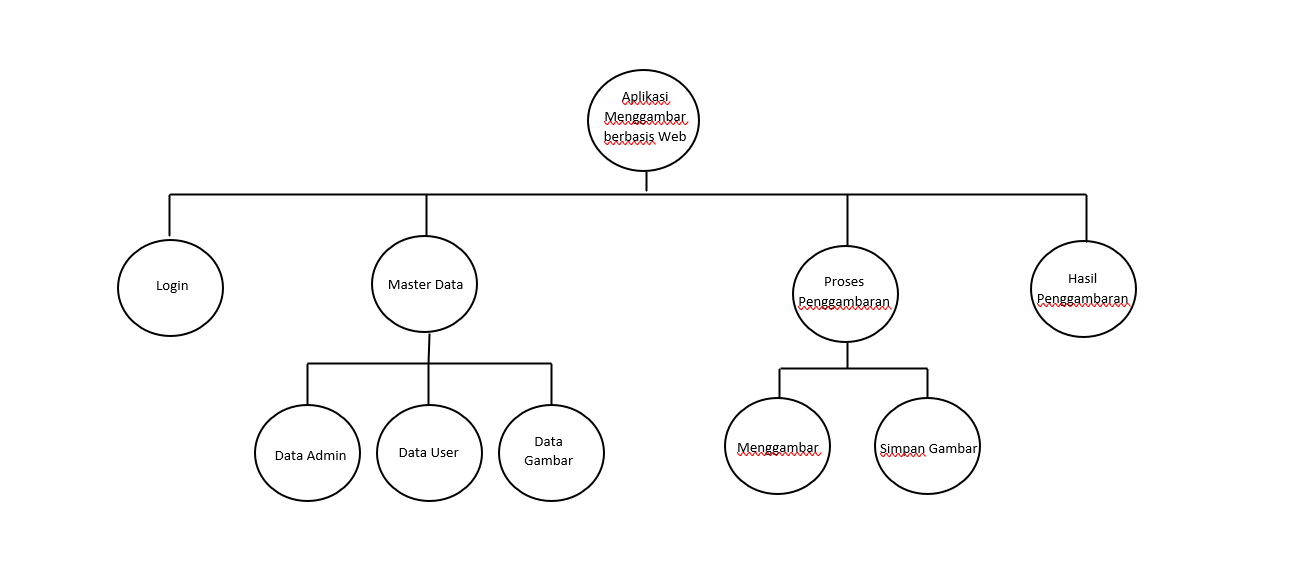 Aplikasi
Menggambar
berbasis Web
Login
Master Data
Proses
Penggambaran
Hasil
Penggambaran
Data Admin
Data User
Data
Gambar
Menggambar
Simpan Gambar